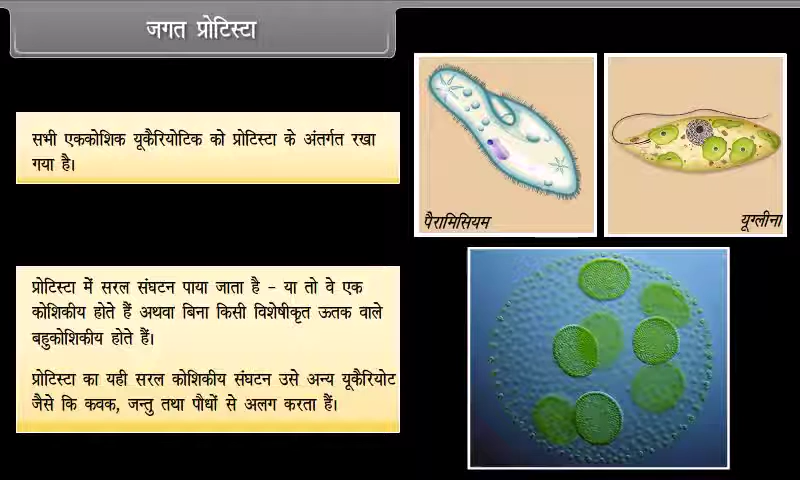 जगत प्रोटिस्टा
सभी एककोशिक यूकैरियोटिक को प्रोटिस्टा के अंतर्गत रखा
गया है।
प्रोटिस्टा में सरल संघटन पाया जाता है - या तो वे एक
कोशिकीय होते हैं अथवा बिना किसी विशेषीकृत ऊतक वाले
बहुकोशिकीय होते हैं।
प्रोटिस्टा का यही सरल कोशिकीय संघटन उसे अन्य यूकैरियोट
जैसे कि कवक, जन्तु तथा पौधों से अलग करता हैं।
पैरामिसियम
यूग्लीना